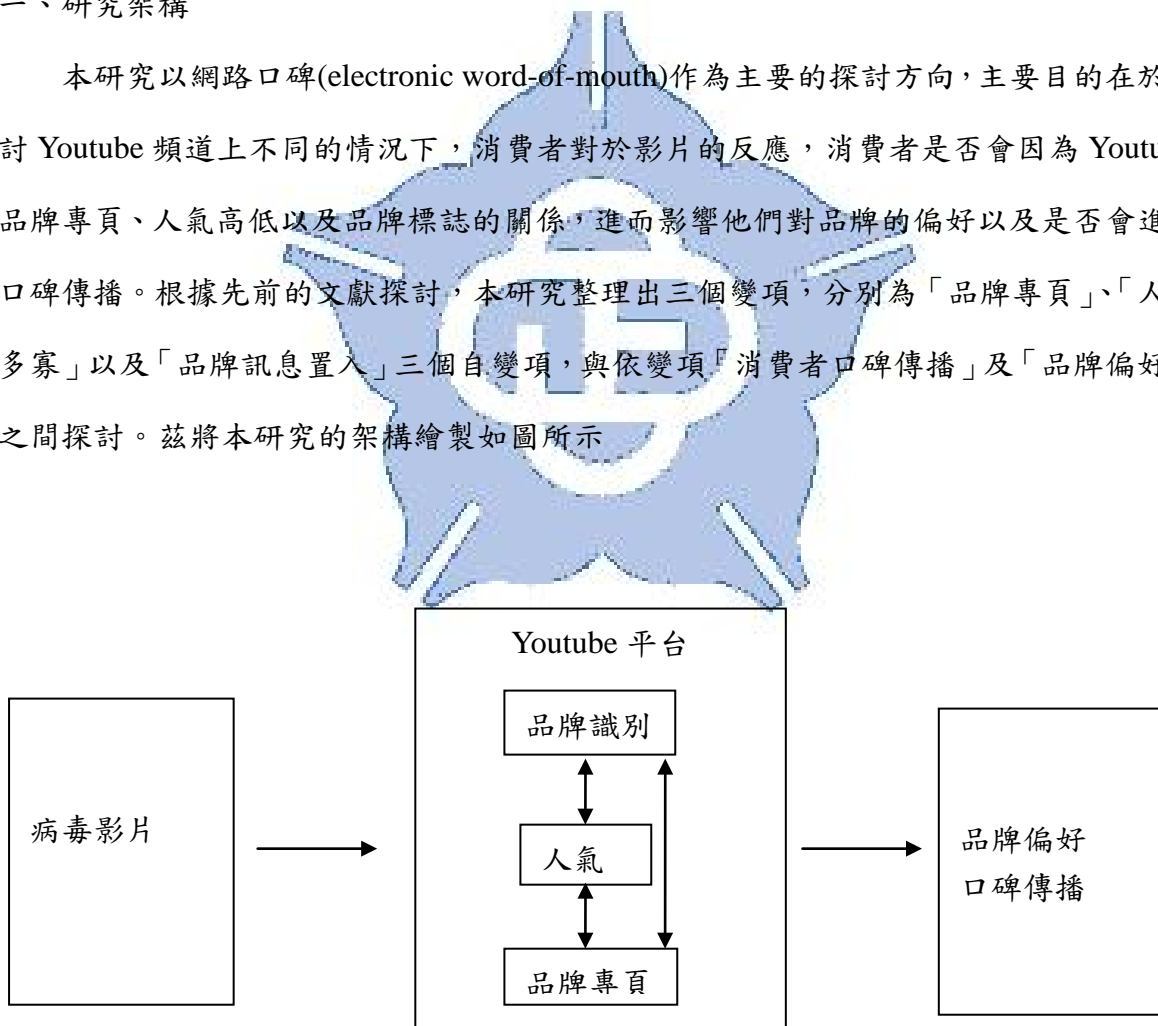 一、研究架構
本研究以網路口碑(electronic word-of-mouth)作為主要的探討方向，主要目的在於
討 Youtube 頻道上不同的情況下，消費者對於影片的反應，消費者是否會因為 Youtu
品牌專頁、人氣高低以及品牌標誌的關係，進而影響他們對品牌的偏好以及是否會進
口碑傳播。根據先前的文獻探討，本研究整理出三個變項，分別為「品牌專頁」、「人
多寡」以及「品牌訊息置入」三個自變項，與依變項「消費者口碑傳播」及「品牌偏好
之間探討。茲將本研究的架構繪製如圖所示
Youtube 平台
品牌識別
病毒影片
人氣
品牌專頁
品牌偏好
口碑傳播